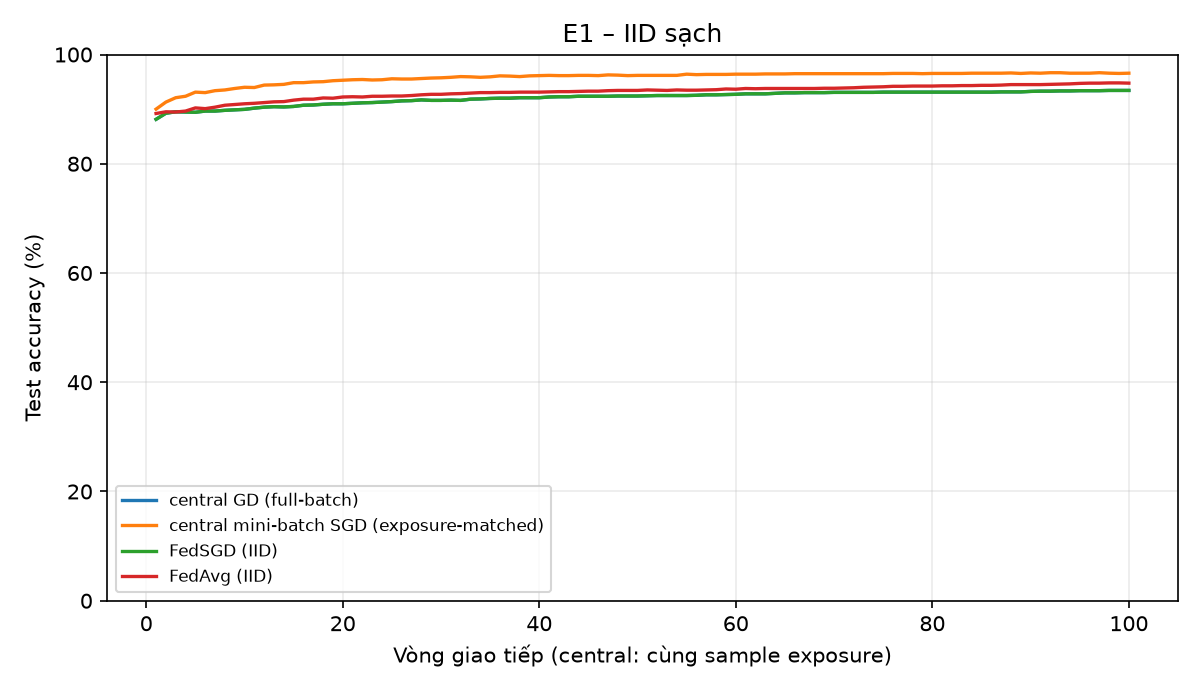 E1 – IID sạch
Test accuracy (%)
100
80
60
40
20
0
central GD (full-batch)
central mini-batch SGD (exposure-matched)
FedSGD (IID)
FedAvg (IID)
0 20 40 60 80 100
Vòng giao tiếp (central: cùng sample exposure)